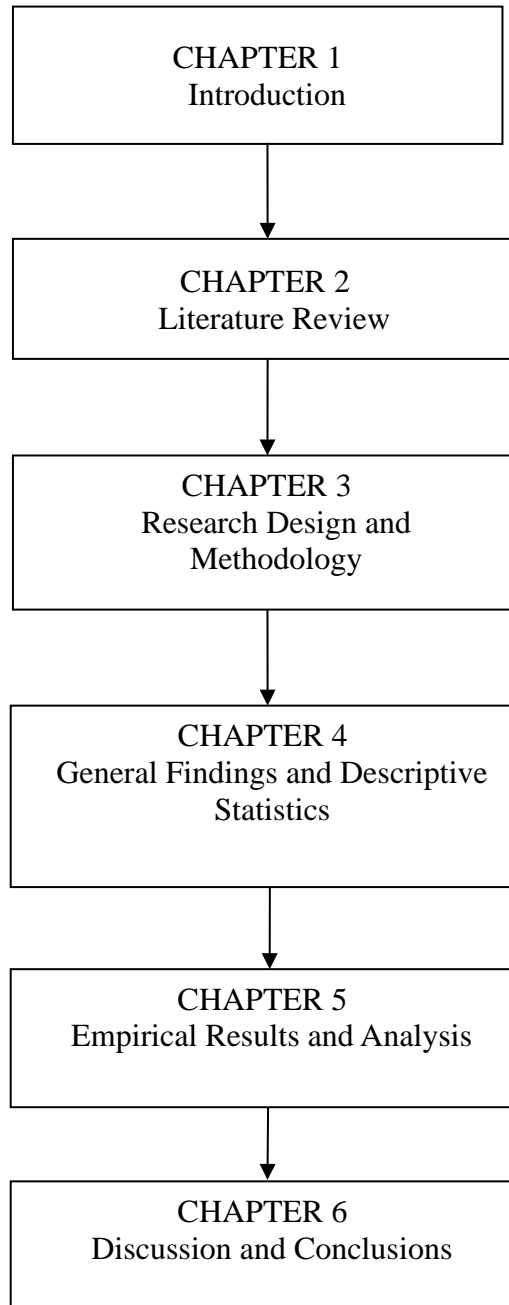 CHAPTER 1
Introduction
CHAPTER 2
Literature Review
CHAPTER 3
Research Design and
Methodology
CHAPTER 4
General Findings and Descriptive
Statistics
CHAPTER 5
Empirical Results and Analysis
CHAPTER 6
Discussion and Conclusions